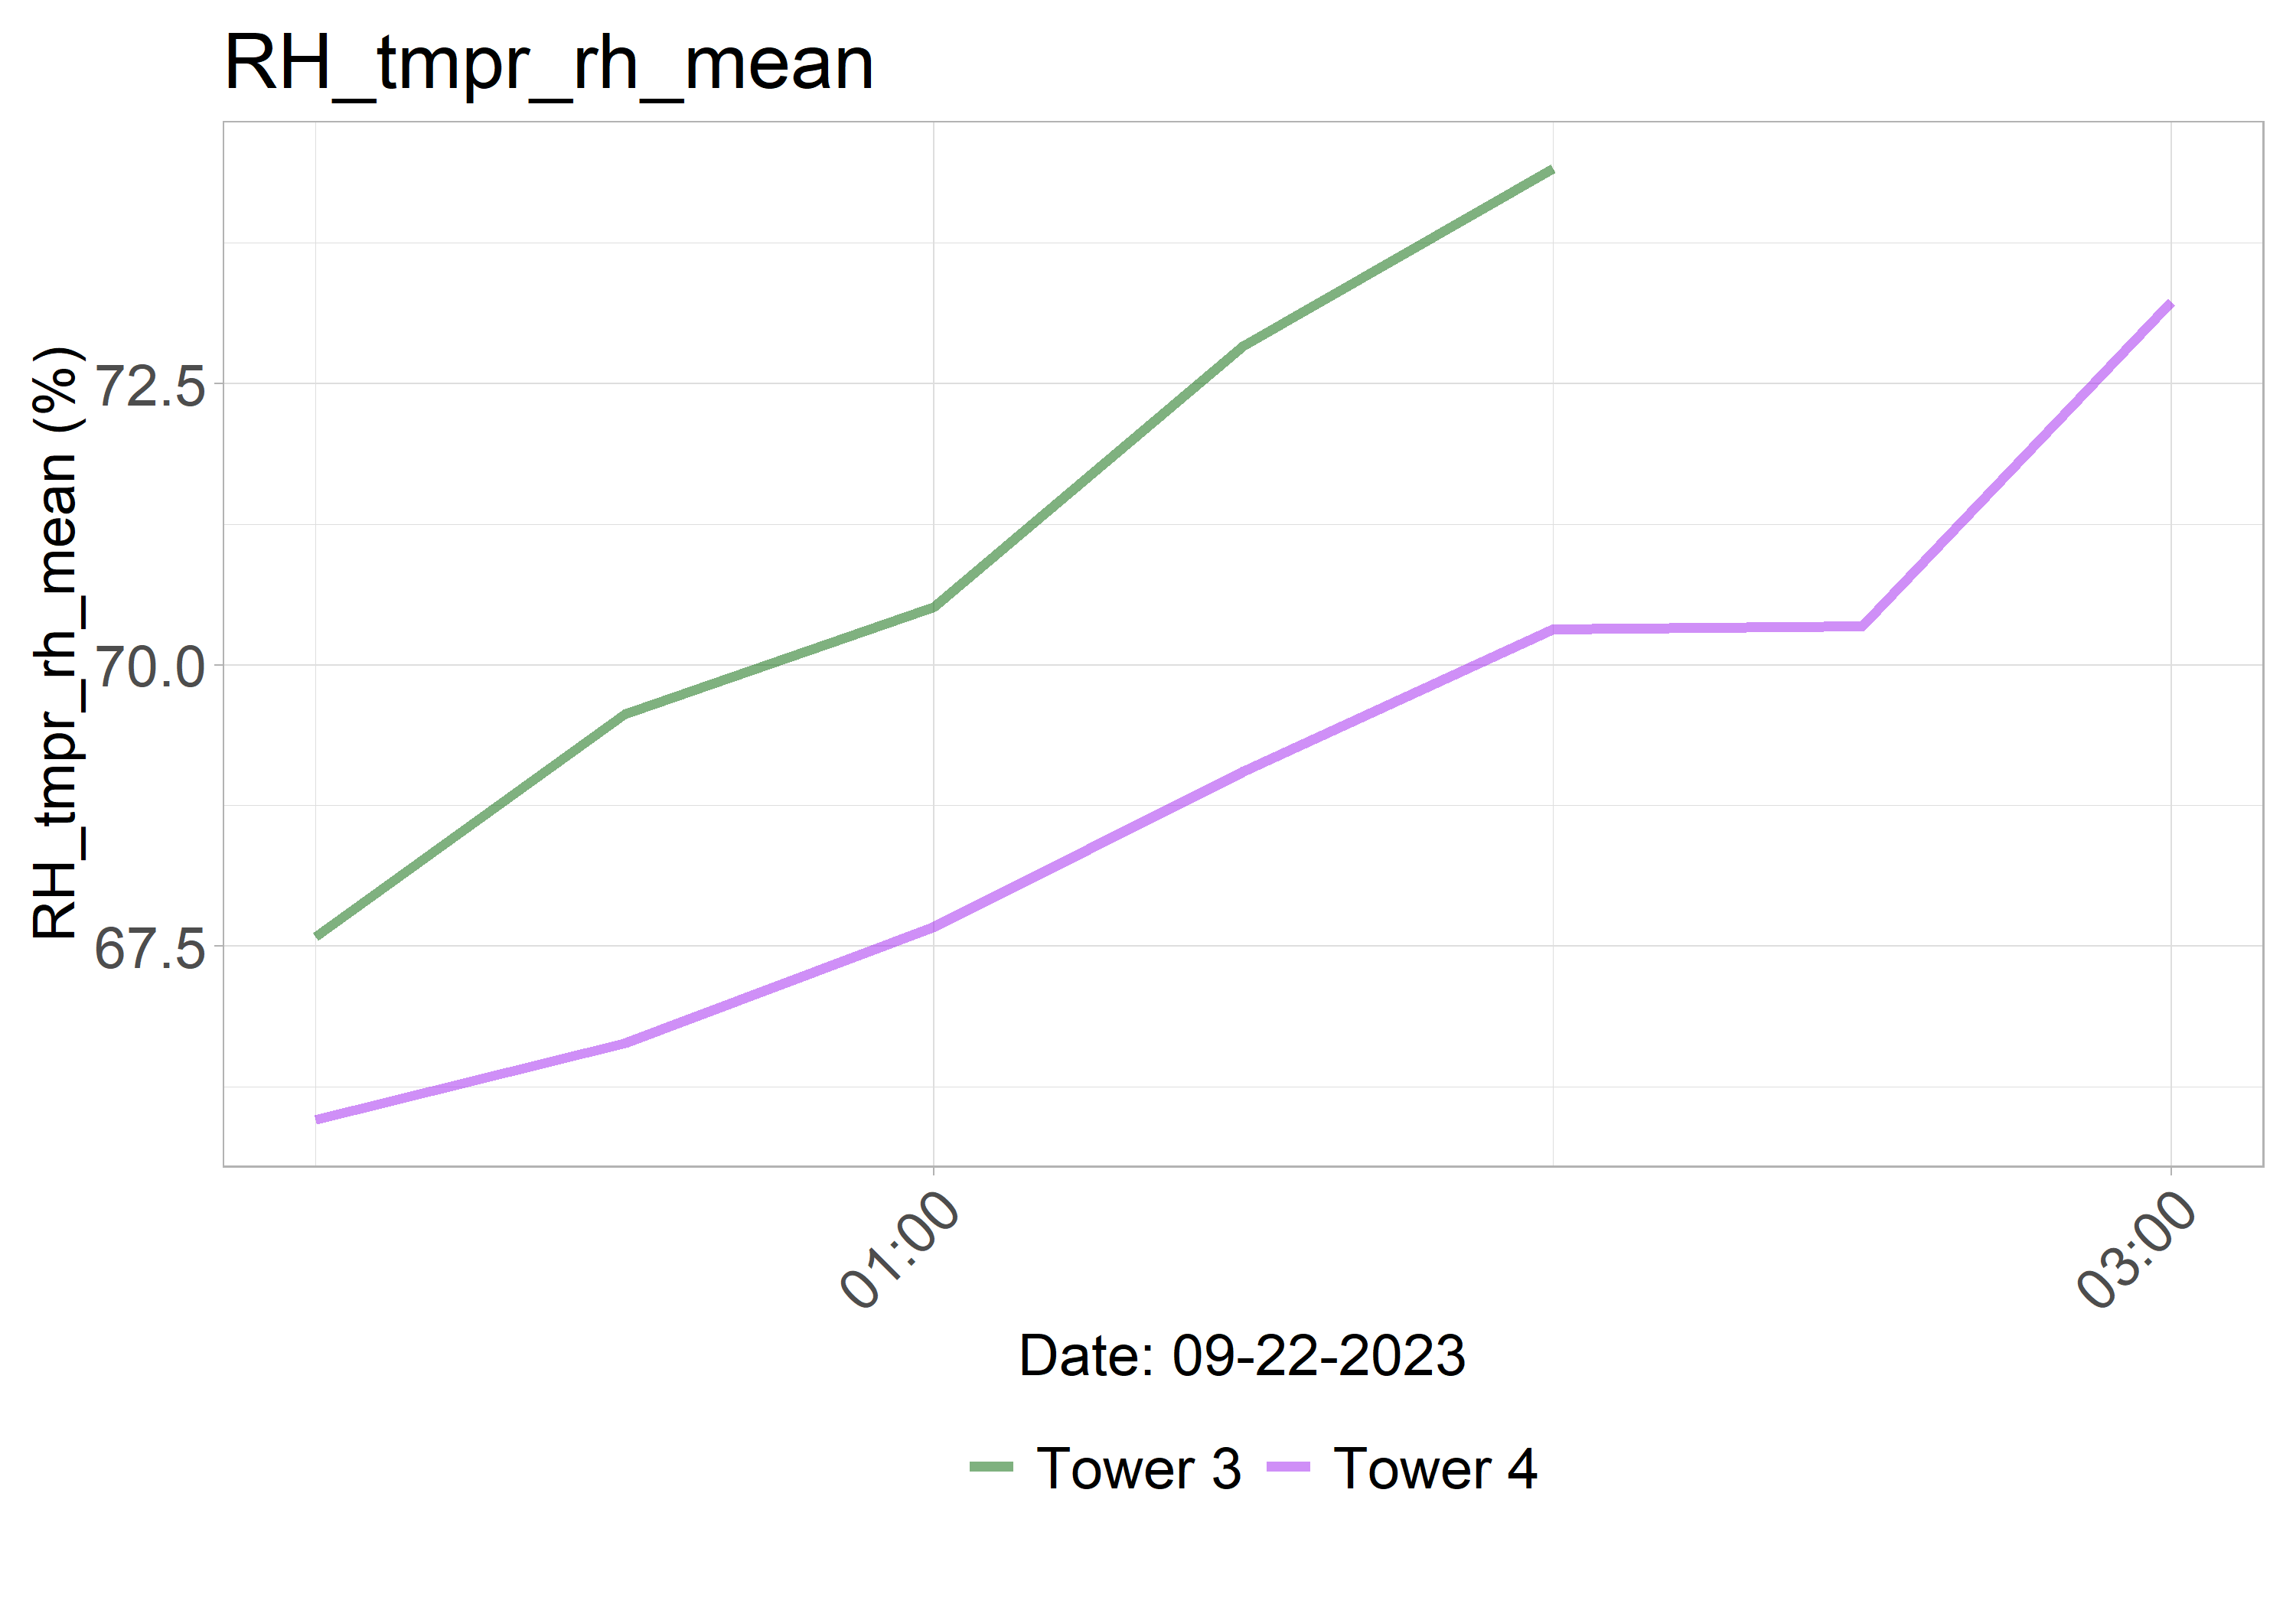 RH_tmpr_rh_mean
RH_tmpr_rh_mean (%)
72.5
70.0
67.5
01:00
03:00
Date: 09-22-2023
Tower 3 Tower 4